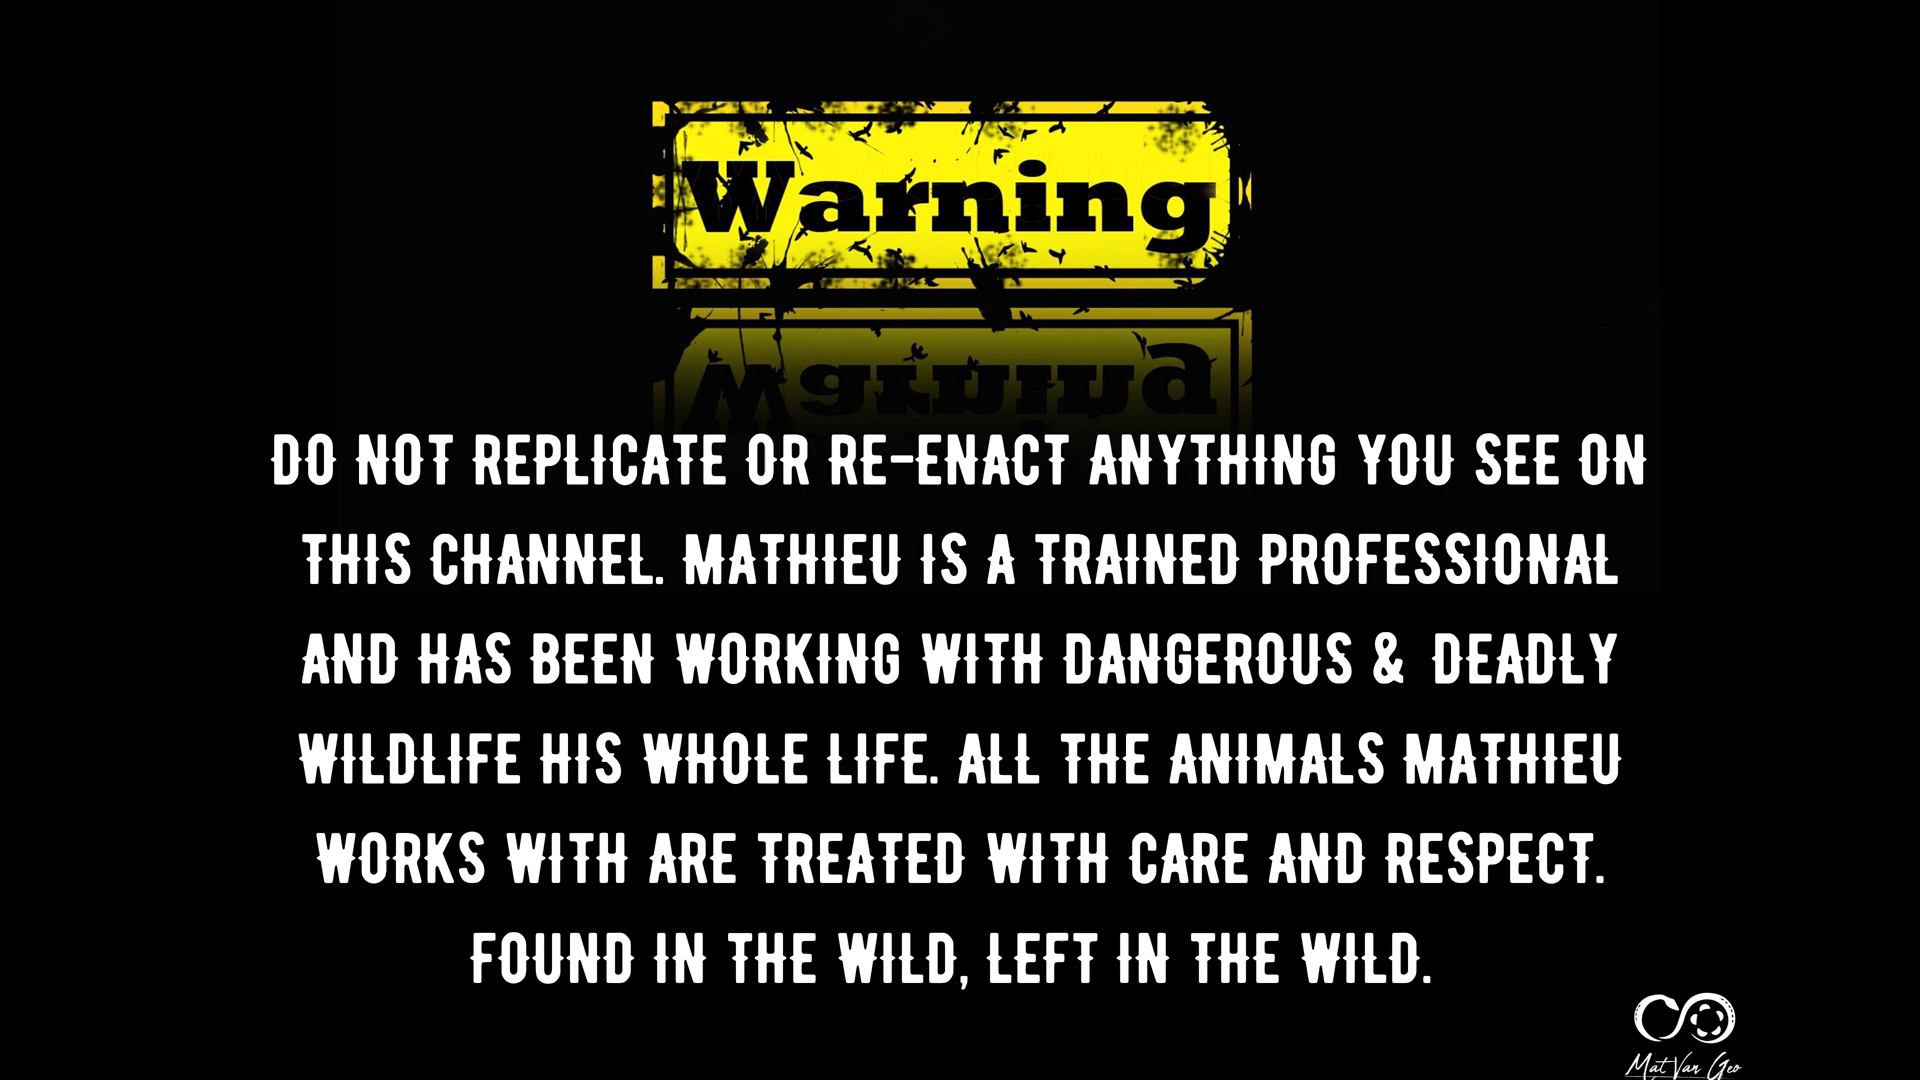 Warning
DO NOT REPLICATE OR RE-ENACT ANYTHING YOU SEE ON
THIS CHANNEL. MATHIEU IS A TRAINED PROFESSIONAL
AND HAS BEEN WORKING WITH DANGEROUS & DEADLY
WILDLIFE HIS WHOLE LIFE. ALL THE ANIMALS MATHIEU
WORKS WITH ARE TREATED WITH CARE AND RESPECT.
FOUND IN THE WILD, LEFT IN THE WILD.
Mat Van Geo